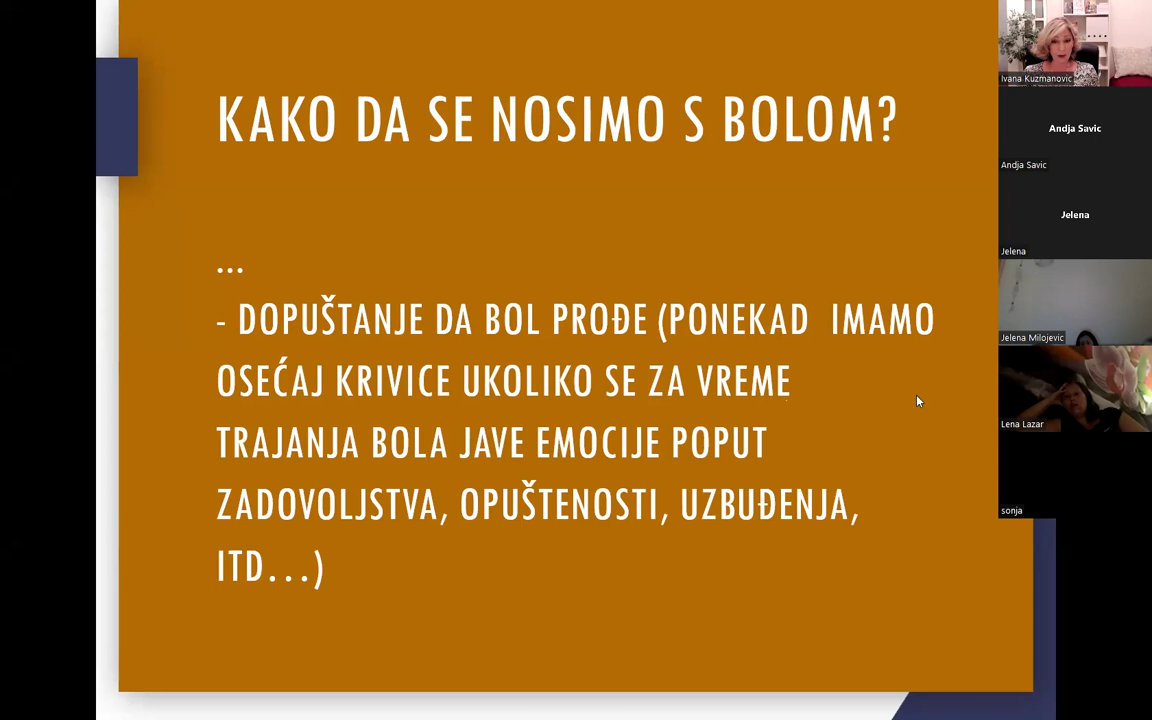 KAKO DA SE NOSIMO S BOLOM?
...
- DOPUŠTANJE DA BOL PROĐE (PONEKAD IMAMO
OSEĆAJ KRIVICE UKOLIKO SE ZA VREME
TRAJANJA BOLA JAVE EMOCIJE POPUT
ZADOVOLJSTVA, OPUŠTENOSTI, UZBUĐENJA,
ITD...)
Ivana Kuzmanovic
Andja Savic
Andja Savic
Jelena
Jelena
Jelena Milojevic
Lena Lazar
sonja